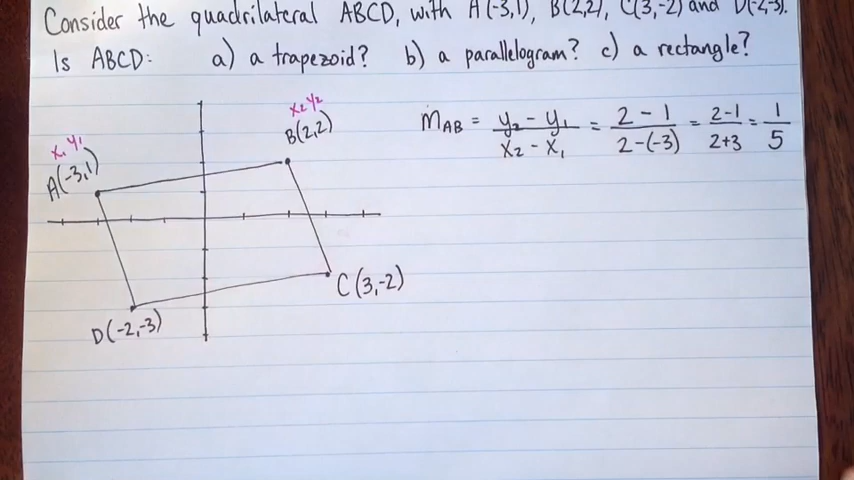 Consider the quadrilateral ABCD, with A(-3,1), B(2,2), C(3,-2) and D(-2,-3).
Is ABCD: a) a trapezoid? b) a parallelogram? c) a rectangle?
x₂ y₂
B(2,2)
x₁ y₁
A(-3,1)
m_AB = (y₂ - y₁)/(x₂ - x₁) = (2 - 1)/(2-(-3)) = (2-1)/(2+3) = 1/5
C(3,-2)
D(-2,-3)